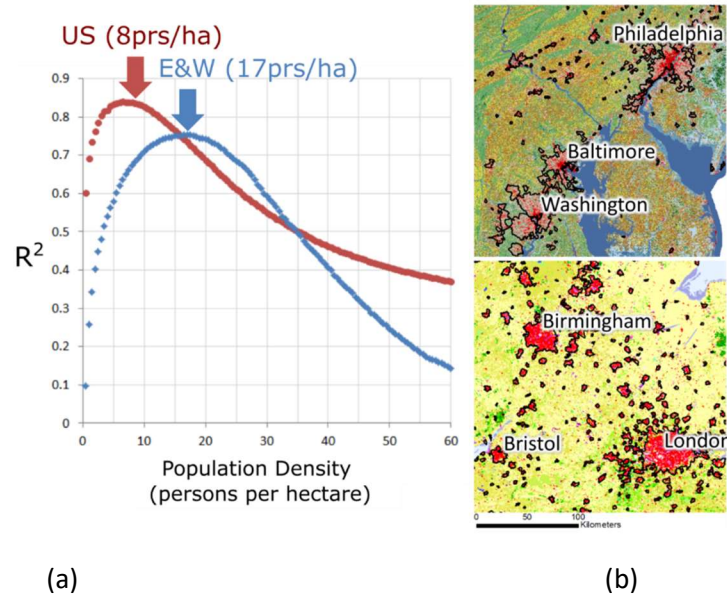 US (8prs/ha)
E&W (17prs/ha)
0.9
0.8
0.7
0.6
0.5
0.4
0.3
0.2
0.1
0
R²
0 10 20 30 40 50 60
Population Density
(persons per hectare)
Philadelphia
Baltimore
Washington
Birmingham
Bristol
London
0 50 100
Kilometers
(a) (b)